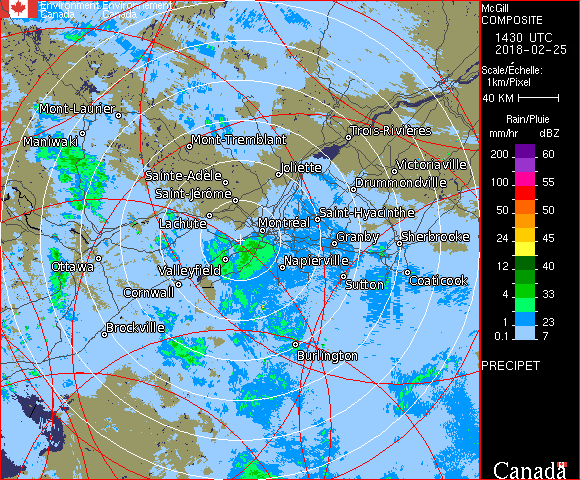 Environment Environnement
Canada Canada
McGill
COMPOSITE
1430 UTC
2018-02-25
Scale/Échelle:
1km/Pixel
40 KM
Rain/Pluie
mm/hr dBZ
200 60
100 55
50 50
24 45
12 40
4 33
1 23
0.1 7
PRECIPET
Canada
Mont-Laurier
Maniwaki
Mont-Tremblant
Trois-Rivières
Sainte-Adèle
Joliette
Victoriaville
Saint-Jérôme
Drummondville
Lachute
Montréal
Saint-Hyacinthe
Granby
Sherbrooke
Ottawa
Valleyfield
Napierville
Cornwall
Sutton
Coaticook
Brockville
Burlington